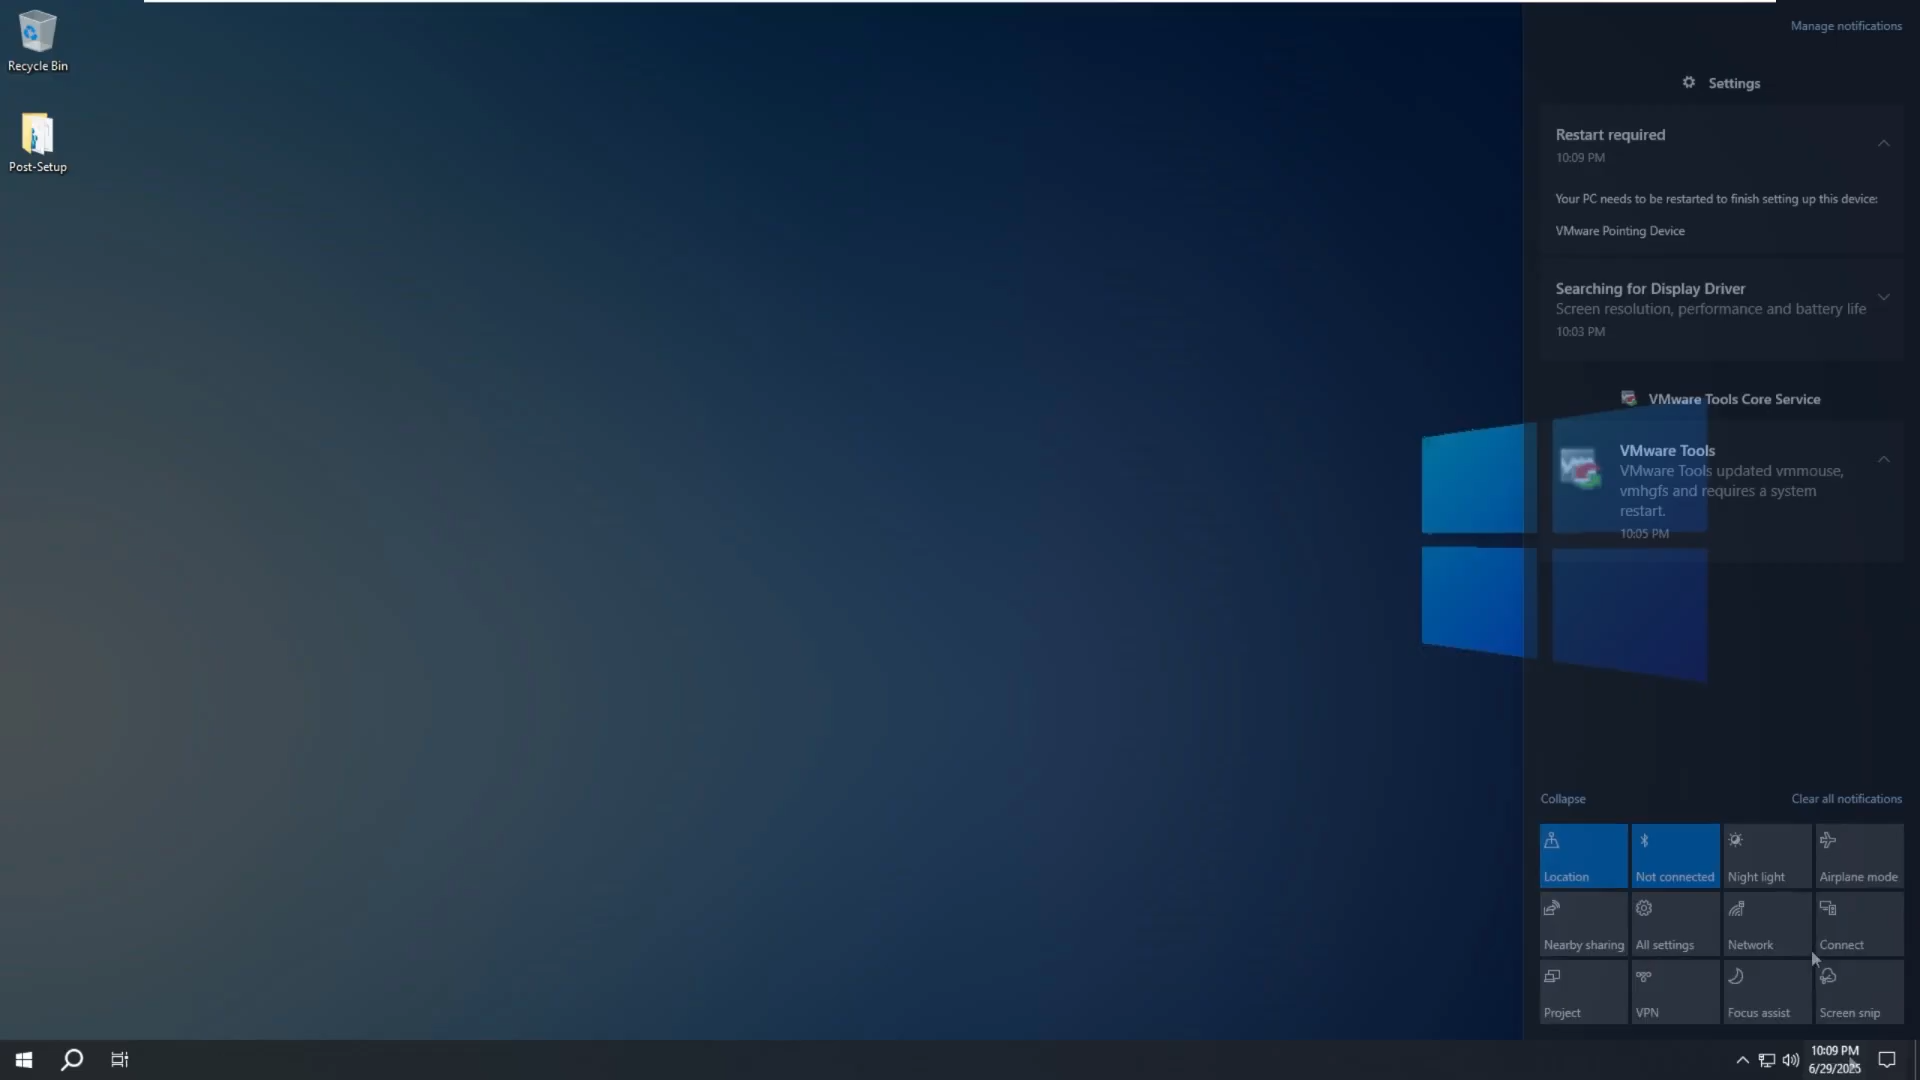 Recycle Bin
Post-Setup
Manage notifications
Settings
Restart required
10:09 PM
Your PC needs to be restarted to finish setting up this device:
VMware Pointing Device
Searching for Display Driver
Screen resolution, performance and battery life
10:03 PM
VMware Tools Core Service
VMware Tools
VMware Tools updated vmmouse,
vmhgfs and requires a system
restart.
10:05 PM
Collapse
Clear all notifications
Location
Not connected
Night light
Airplane mode
Nearby sharing
All settings
Network
Connect
Project
VPN
Focus assist
Screen snip
10:09 PM
6/29/2025